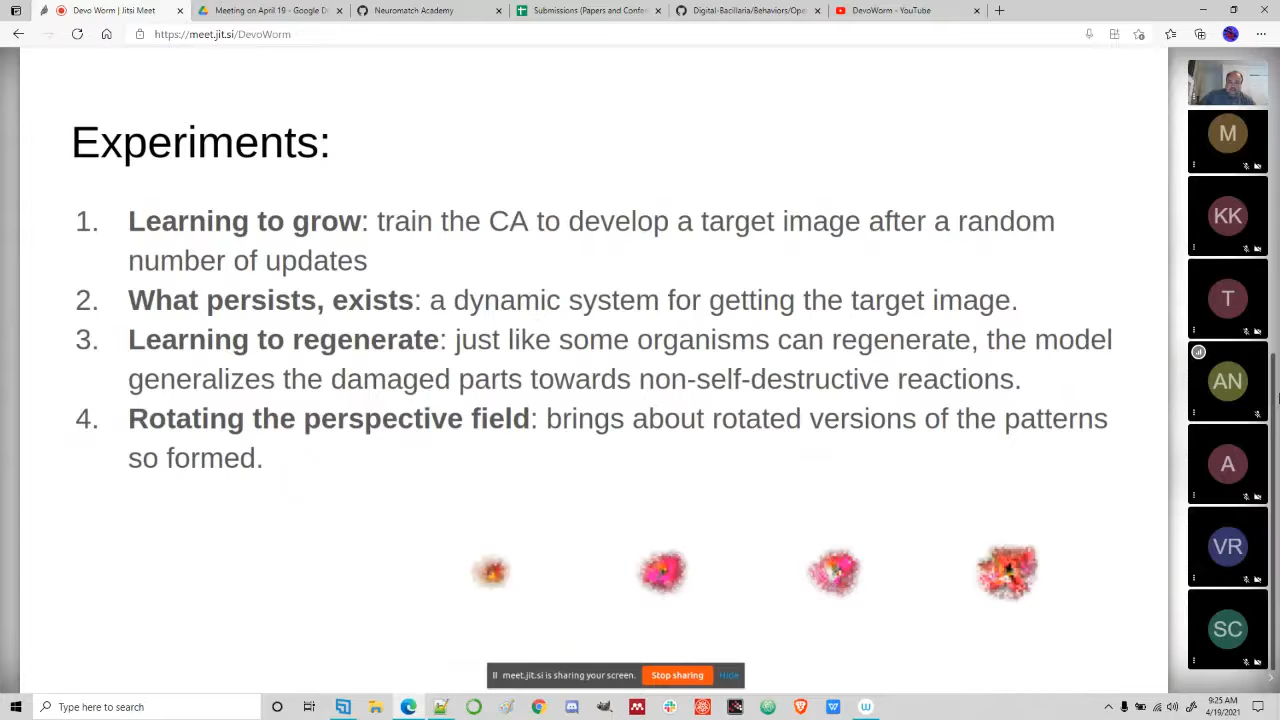 Devo Worm Jitsi Meet
Meeting on April 19 - Google D
Neuromatch Academy
Submissions (Papers and Confe
Digital-Bacillaria/Behaviors/Ope
DevoWorm - YouTube
https://meet.jit.si/DevoWorm
Experiments:
1. Learning to grow: train the CA to develop a target image after a random
number of updates
2. What persists, exists: a dynamic system for getting the target image.
3. Learning to regenerate: just like some organisms can regenerate, the model
generalizes the damaged parts towards non-self-destructive reactions.
4. Rotating the perspective field: brings about rotated versions of the patterns
so formed.
M
KK
T
AN
A
VR
SC
meet.jit.si is sharing your screen.
Stop sharing
Hide
Type here to search
9:25 AM
4/19/2021